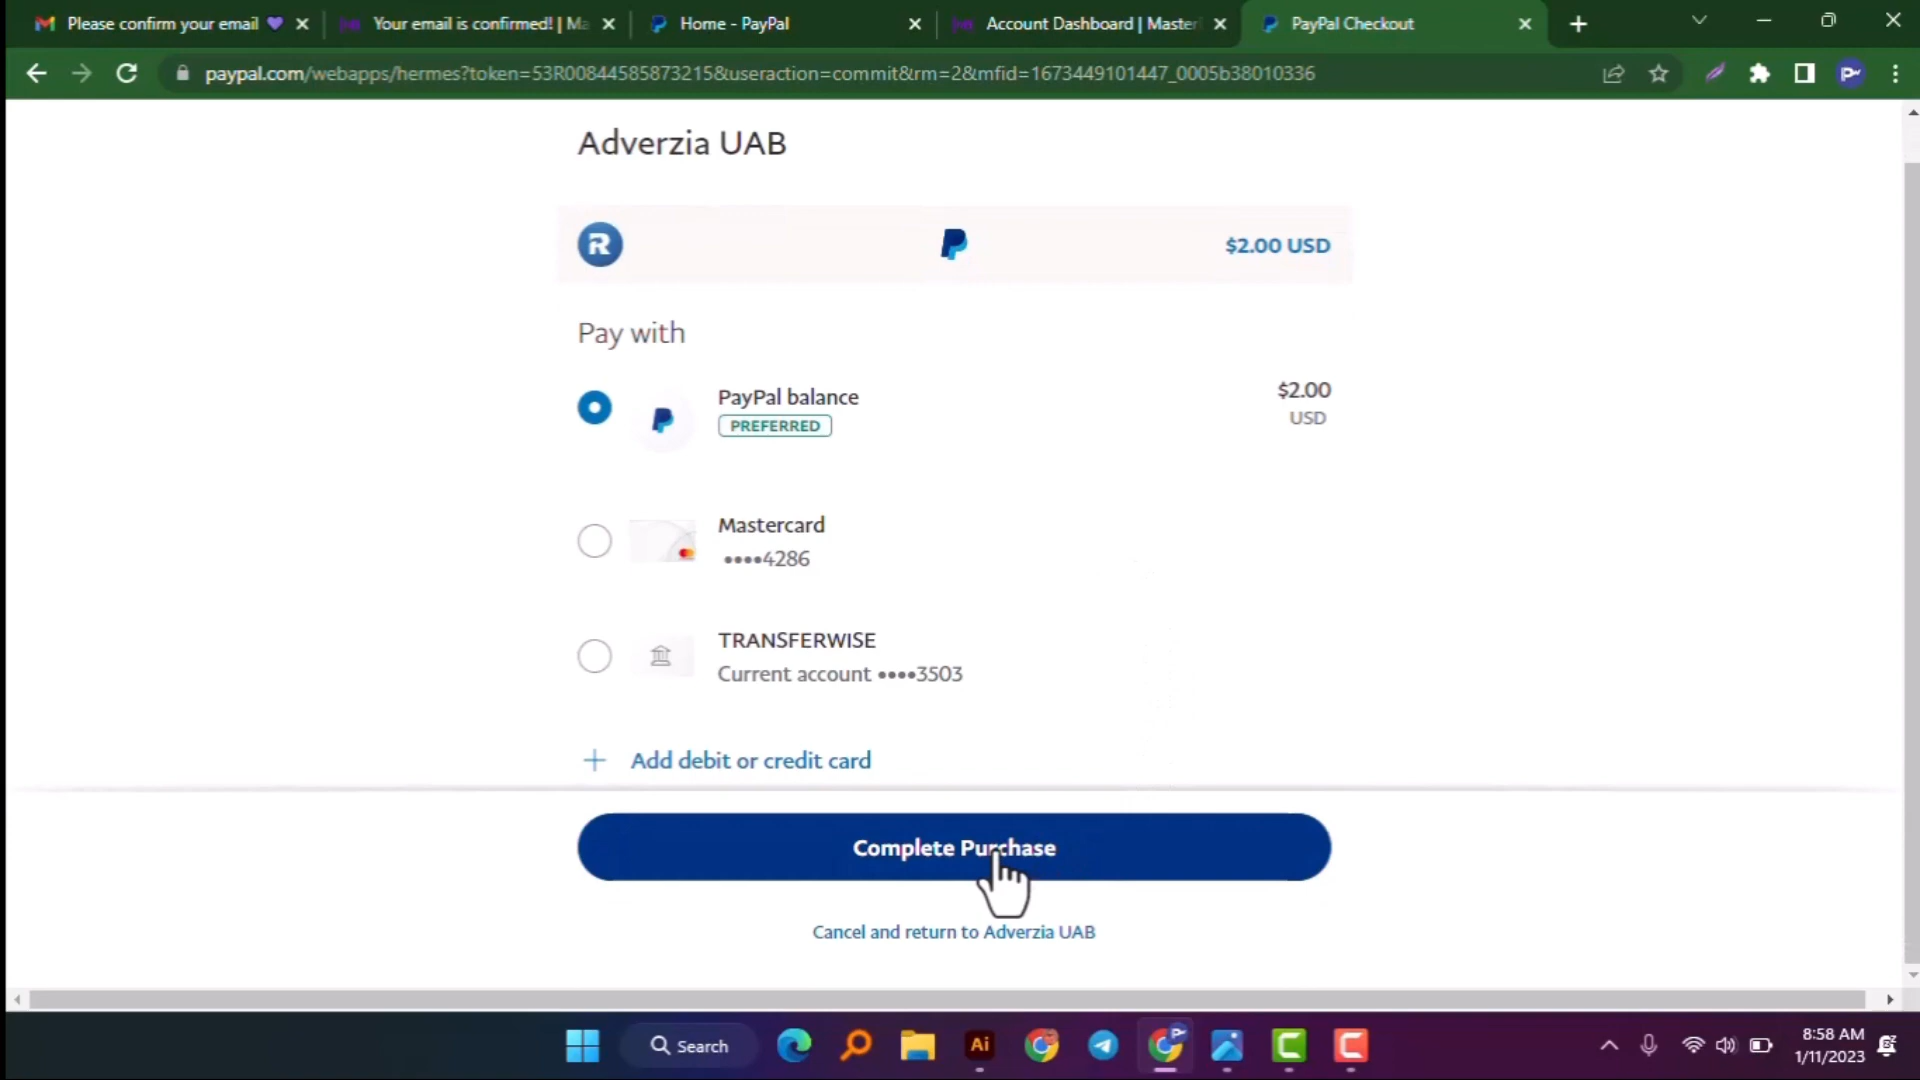 Please confirm your email 💜
Your email is confirmed! | Ma
Home - PayPal
Account Dashboard | Master
PayPal Checkout
paypal.com/webapps/hermes?token=53R00844585873215&useraction=commit&rm=2&mfid=1673449101447_0005b38010336
Adverzia UAB
R
$2.00 USD
Pay with
PayPal balance
$2.00
PREFERRED
USD
Mastercard
••••4286
TRANSFERWISE
Current account ••••3503
+ Add debit or credit card
Complete Purchase
Cancel and return to Adverzia UAB
Search
Ai
8:58 AM
1/11/2023